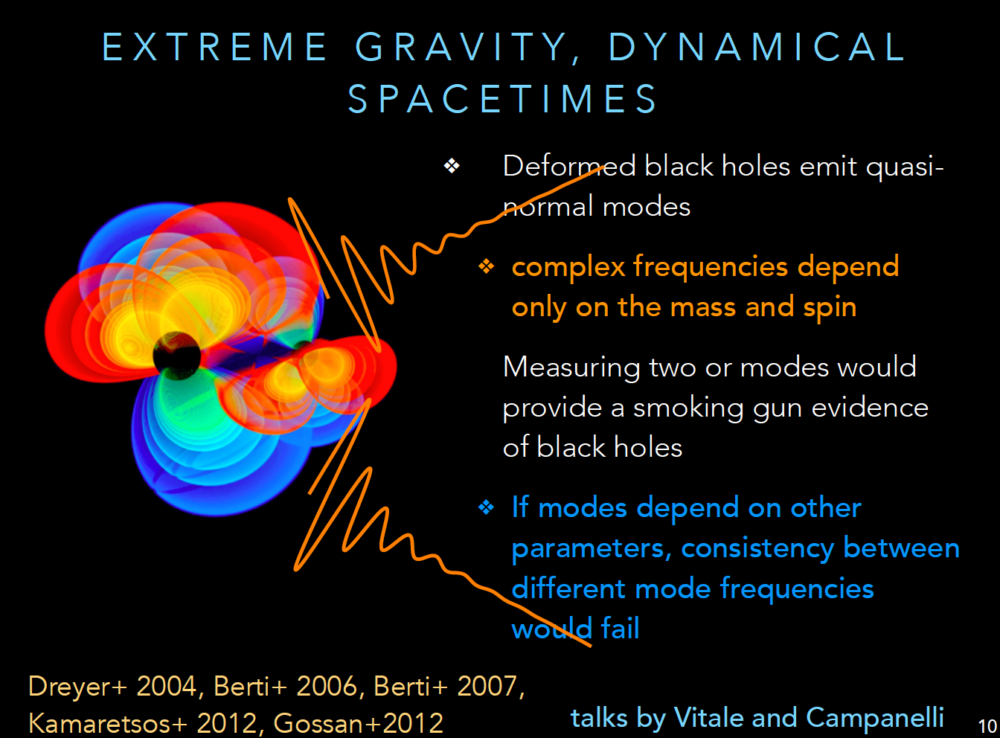 EXTREME GRAVITY, DYNAMICAL
SPACETIMES
❖ Deformed black holes emit quasi-
normal modes
❖ complex frequencies depend
only on the mass and spin
Measuring two or modes would
provide a smoking gun evidence
of black holes
❖ If modes depend on other
parameters, consistency between
different mode frequencies
would fail
Dreyer+ 2004, Berti+ 2006, Berti+ 2007,
Kamaretsos+ 2012, Gossan+2012
talks by Vitale and Campanelli
10